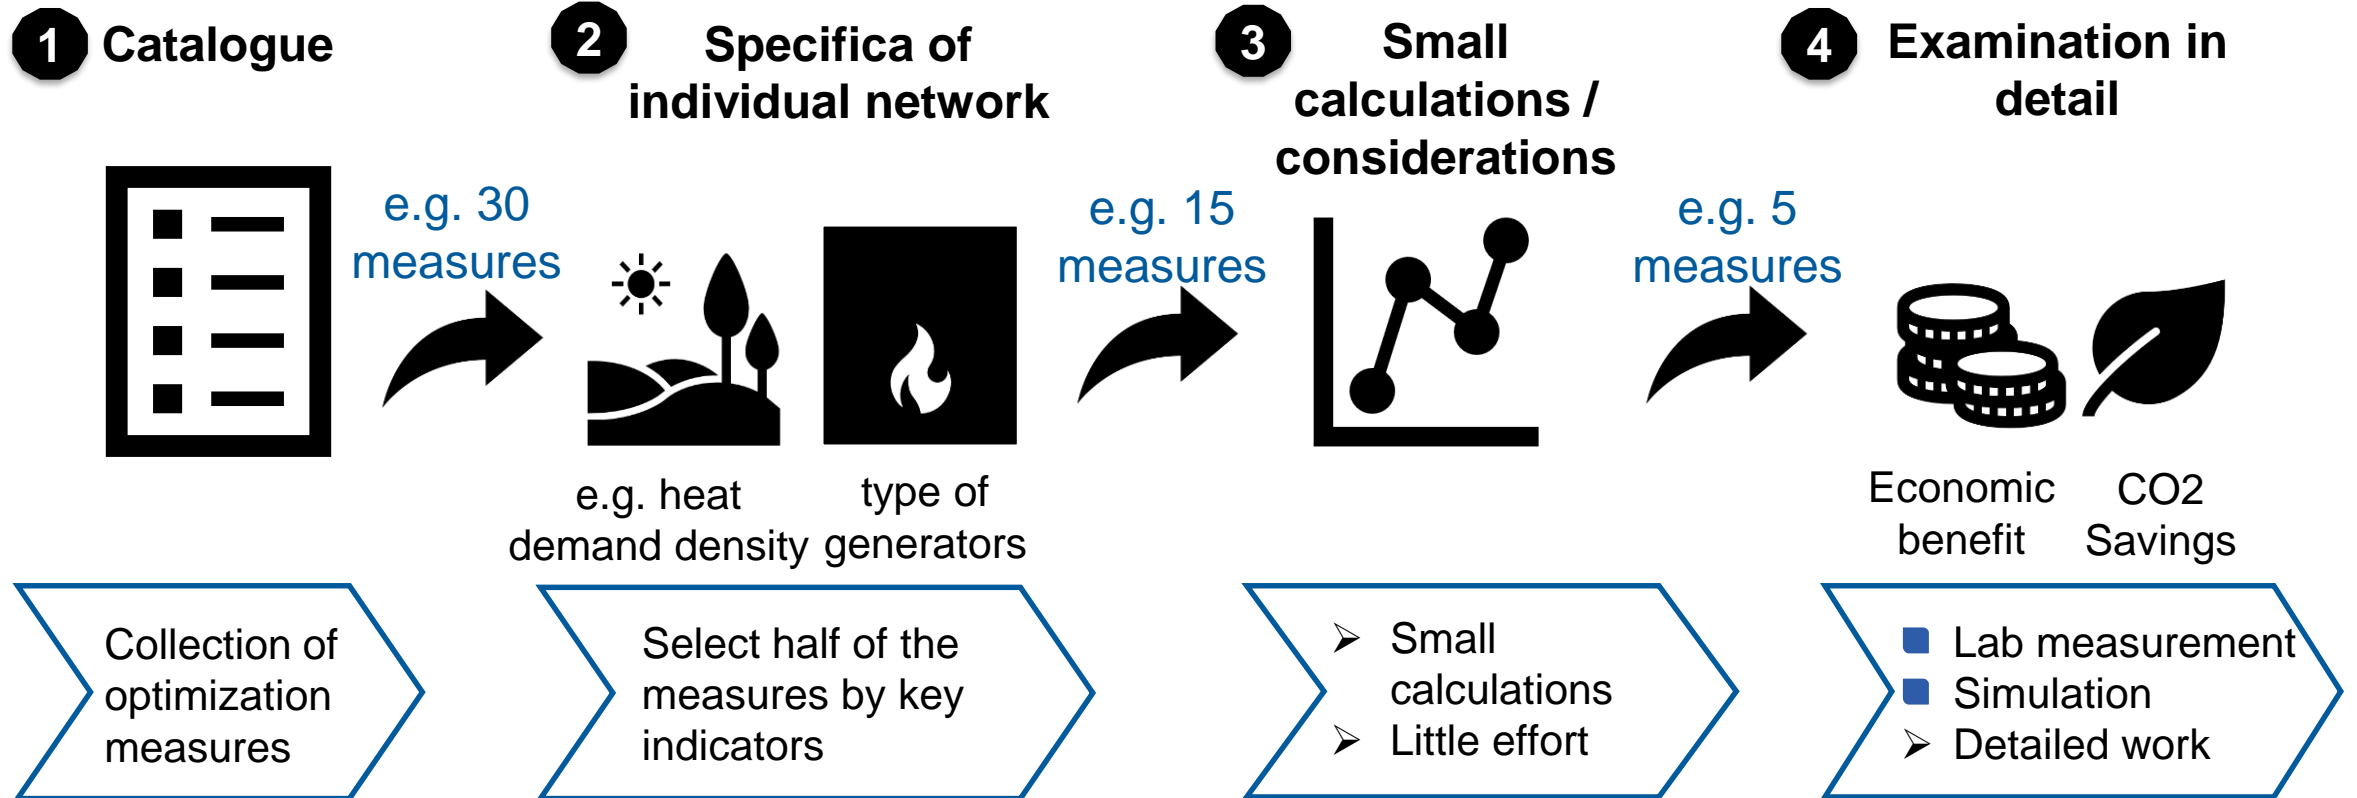 1 Catalogue
2 Specifica of
individual network
3 Small
calculations /
considerations
4 Examination in
detail
e.g. 30
measures
e.g. 15
measures
e.g. 5
measures
e.g. heat
demand density
type of
generators
Economic
benefit
CO2
Savings
Collection of
optimization
measures
Select half of the
measures by key
indicators
➢ Small
calculations
➢ Little effort
Lab measurement
Simulation
➢ Detailed work